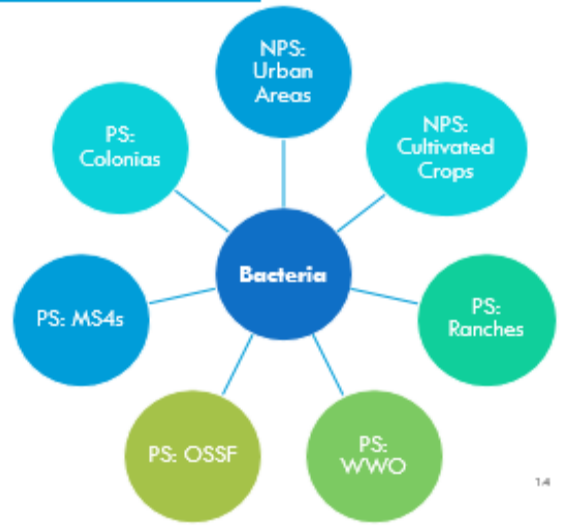 NPS:
Urban
Areas
NPS:
Cultivated
Crops
PS:
Ranches
PS:
WWO
PS: OSSF
PS: MS4s
PS:
Colonias
Bacteria
14